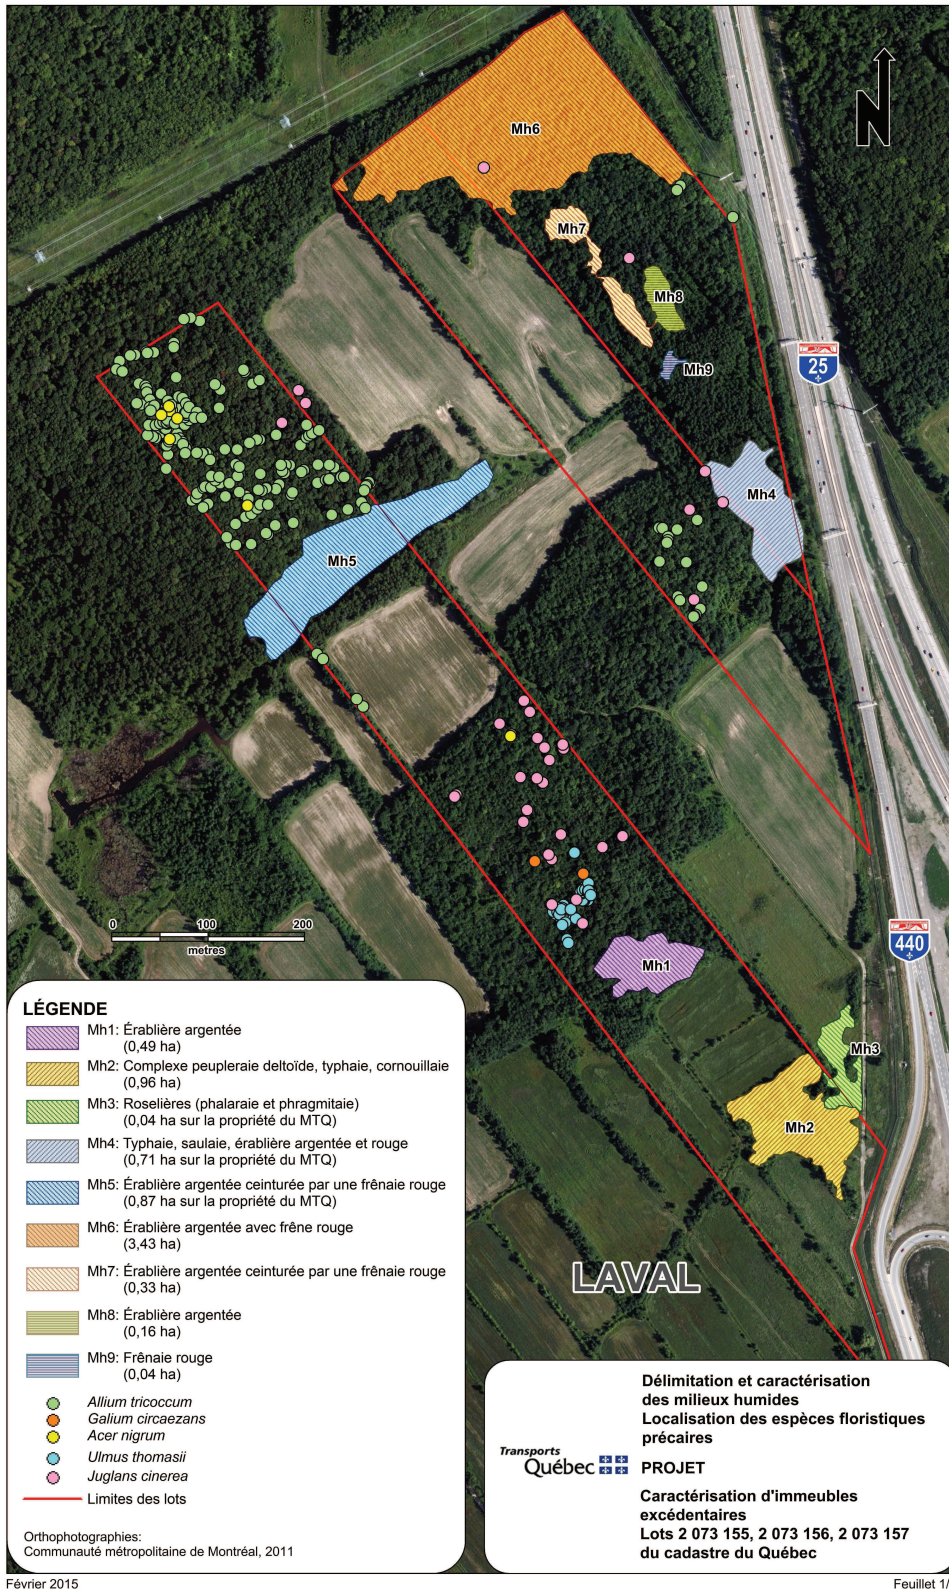 Mh6
N
Mh7
Mh8
25
Mh9
Mh4
Mh5
0 100 200
metres
440
Mh1
Mh3
Mh2
LAVAL
LÉGENDE
Mh1: Érablière argentée
(0,49 ha)
Mh2: Complexe peupleraie deltoïde, typhaie, cornouillaie
(0,96 ha)
Mh3: Roselières (phalaraie et phragmitaie)
(0,04 ha sur la propriété du MTQ)
Mh4: Typhaie, saulaie, érablière argentée et rouge
(0,71 ha sur la propriété du MTQ)
Mh5: Érablière argentée ceinturée par une frênaie rouge
(0,87 ha sur la propriété du MTQ)
Mh6: Érablière argentée avec frêne rouge
(3,43 ha)
Mh7: Érablière argentée ceinturée par une frênaie rouge
(0,33 ha)
Mh8: Érablière argentée
(0,16 ha)
Mh9: Frênaie rouge
(0,04 ha)
Allium tricoccum
Galium circaezans
Acer nigrum
Ulmus thomasii
Juglans cinerea
Limites des lots
Orthophotographies:
Communauté métropolitaine de Montréal, 2011
Délimitation et caractérisation
des milieux humides
Localisation des espèces floristiques
précaires
Transports
Québec
PROJET
Caractérisation d'immeubles
excédentaires
Lots 2 073 155, 2 073 156, 2 073 157
du cadastre du Québec
Février 2015
Feuillet 1/